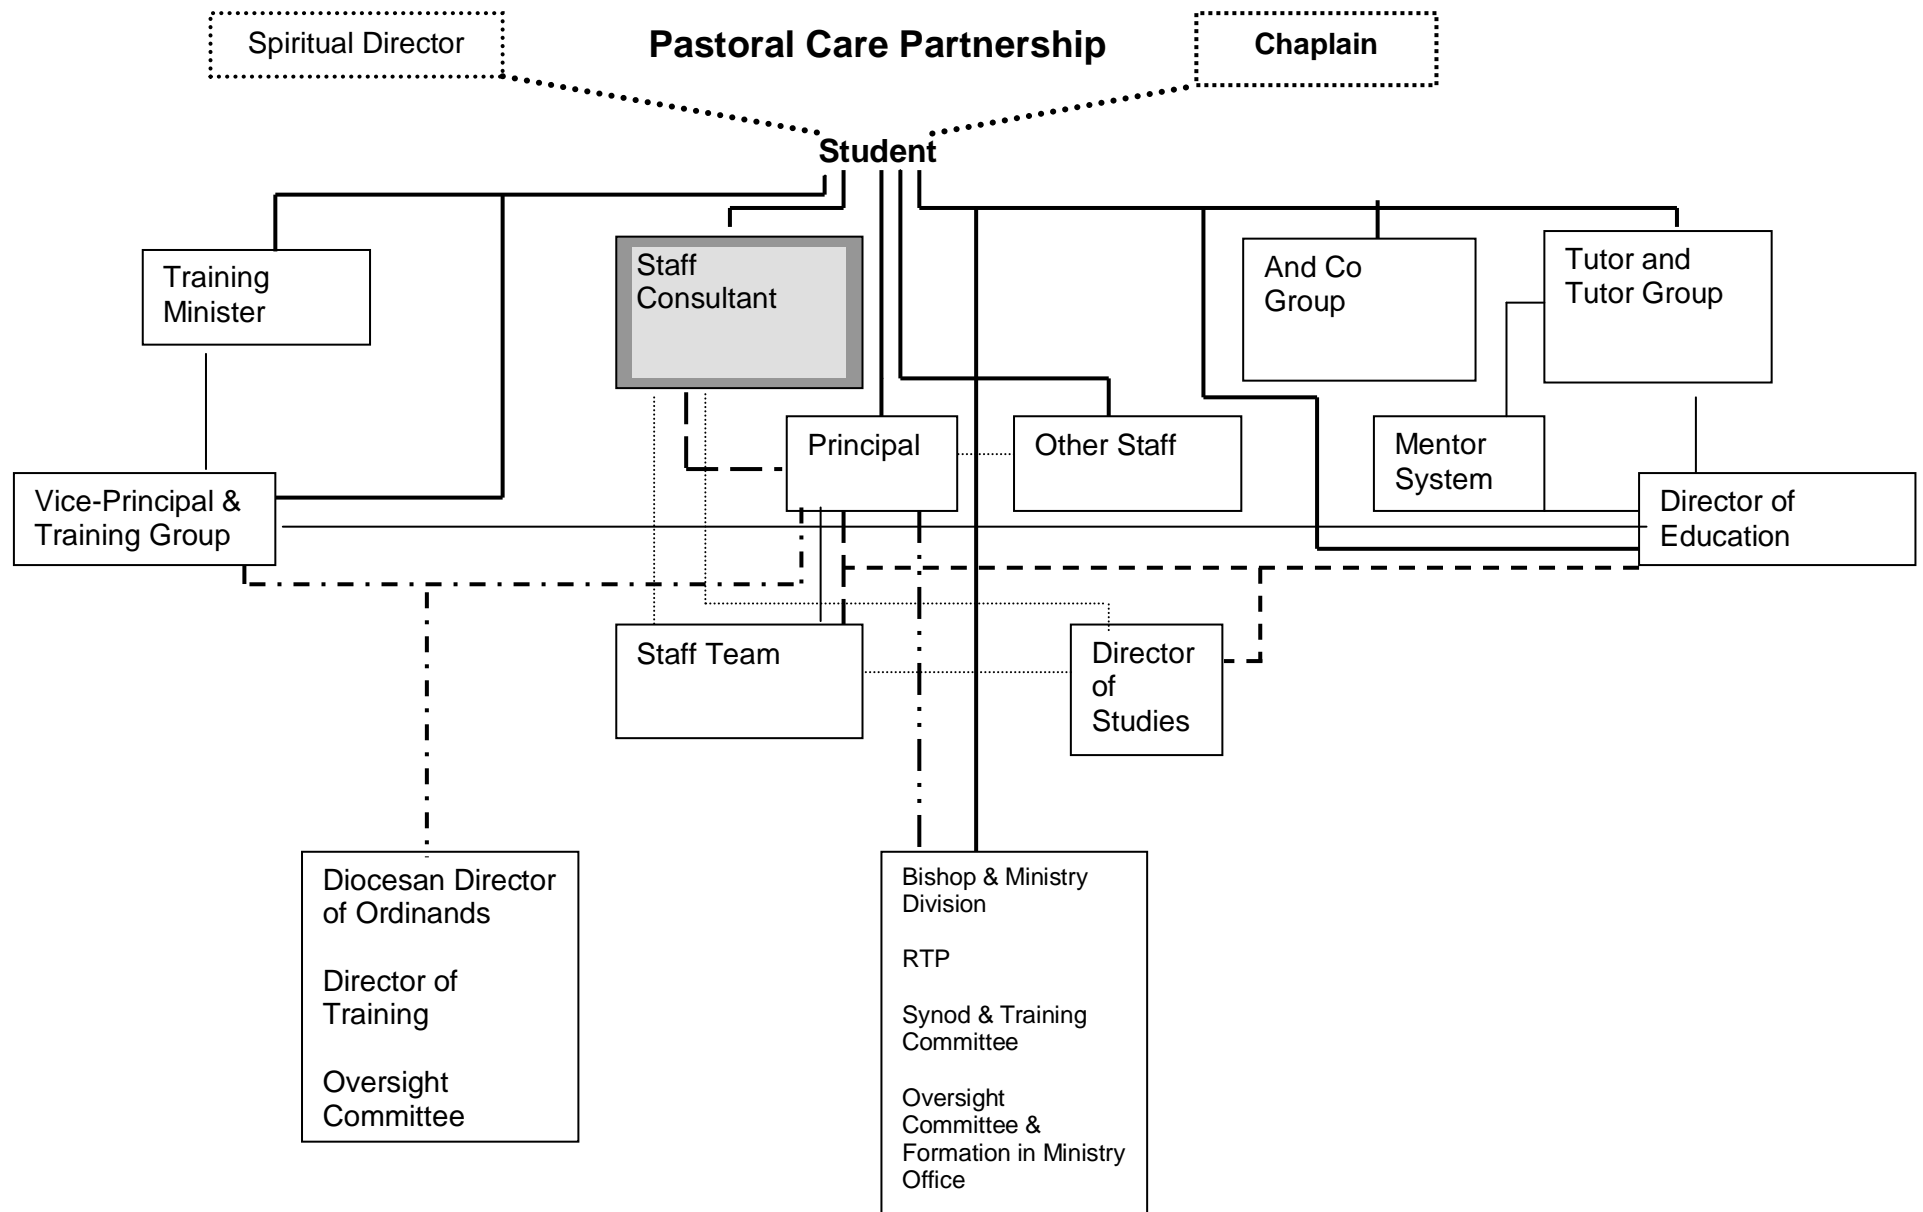 Spiritual Director
Pastoral Care Partnership
Chaplain
Student
Training
Minister
Staff
Consultant
And Co
Group
Tutor and
Tutor Group
Principal
Other Staff
Mentor
System
Vice-Principal &
Training Group
Director of
Education
Staff Team
Director
of
Studies
Diocesan Director
of Ordinands
Director of
Training
Oversight
Committee
Bishop & Ministry
Division
RTP
Synod & Training
Committee
Oversight
Committee &
Formation in Ministry
Office